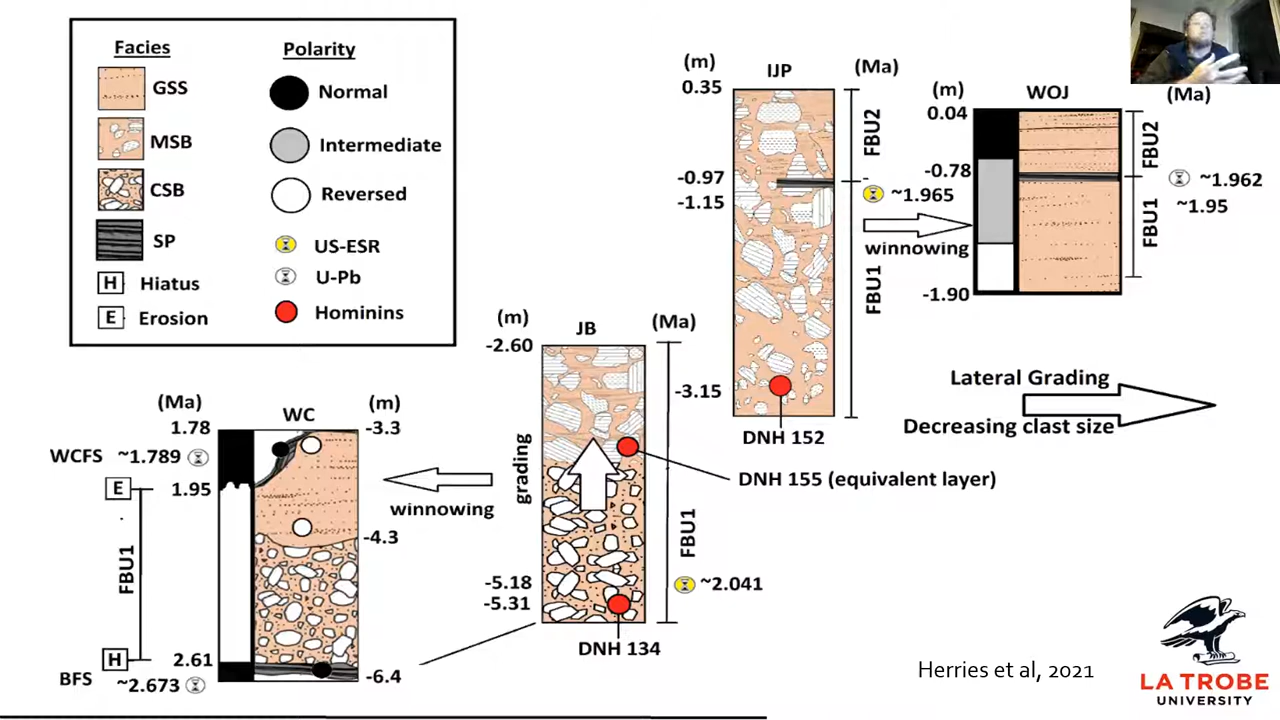 Facies
Polarity
GSS
MSB
CSB
SP
H Hiatus
E Erosion
Normal
Intermediate
Reversed
US-ESR
U-Pb
Hominins
(Ma)
WC
(m)
1.78
-3.3
WCFS ~1.789
E
1.95
-4.3
FBU1
H
2.61
BFS
~2.673
-6.4
winnowing
(m)
JB
(Ma)
-2.60
grading
-5.18
-5.31
FBU1
~2.041
DNH 134
DNH 155 (equivalent layer)
(m)
IJP
(Ma)
0.35
FBU2
-0.97
-1.15
~1.965
FBU1
-3.15
DNH 152
winnowing
(m)
WOJ
(Ma)
0.04
FBU2
-0.78
~1.962
~1.95
FBU1
-1.90
Lateral Grading
Decreasing clast size
Herries et al, 2021
LA TROBE
UNIVERSITY